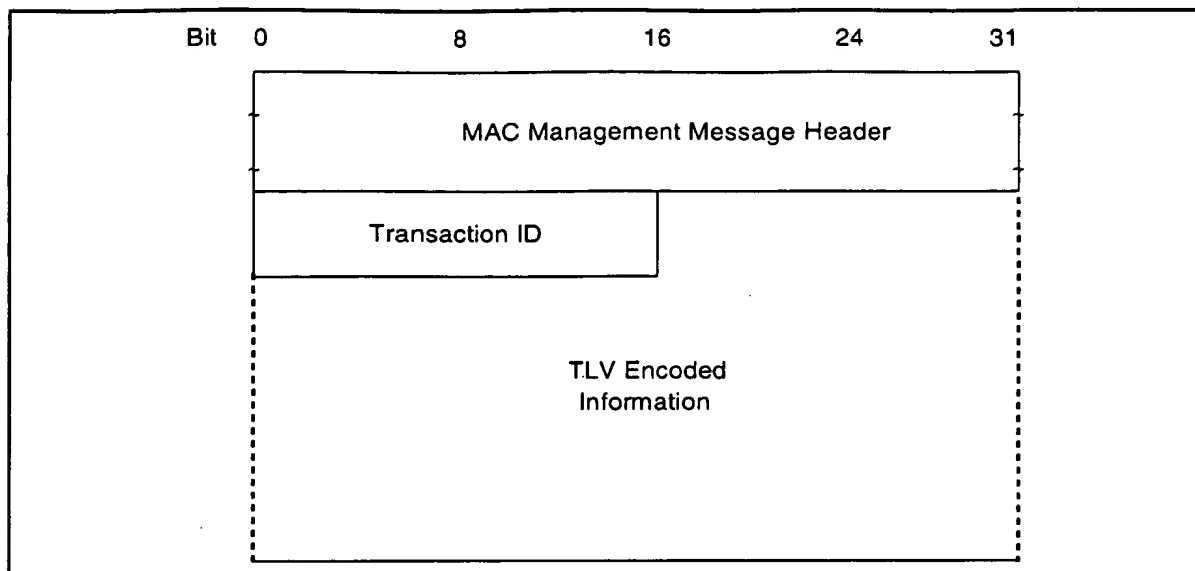 Bit 0 8 16 24 31
MAC Management Message Header
Transaction ID
TLV Encoded
Information